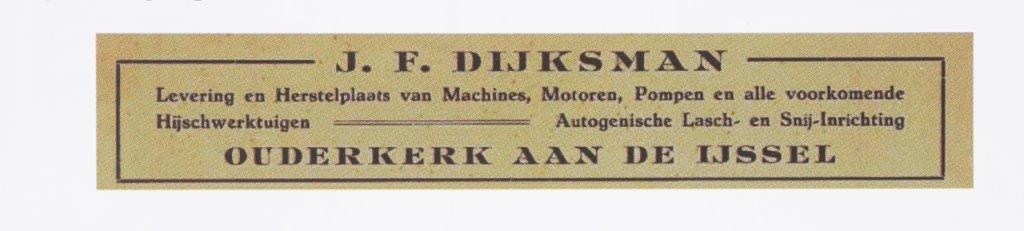 J. F. DIJKSMAN
Levering en Herstelplaats van Machines, Motoren, Pompen en alle voorkomende
Hijschwerktuigen Autogenische Lasch- en Snij-Inrichting
OUDERKERK AAN DE IJSSEL